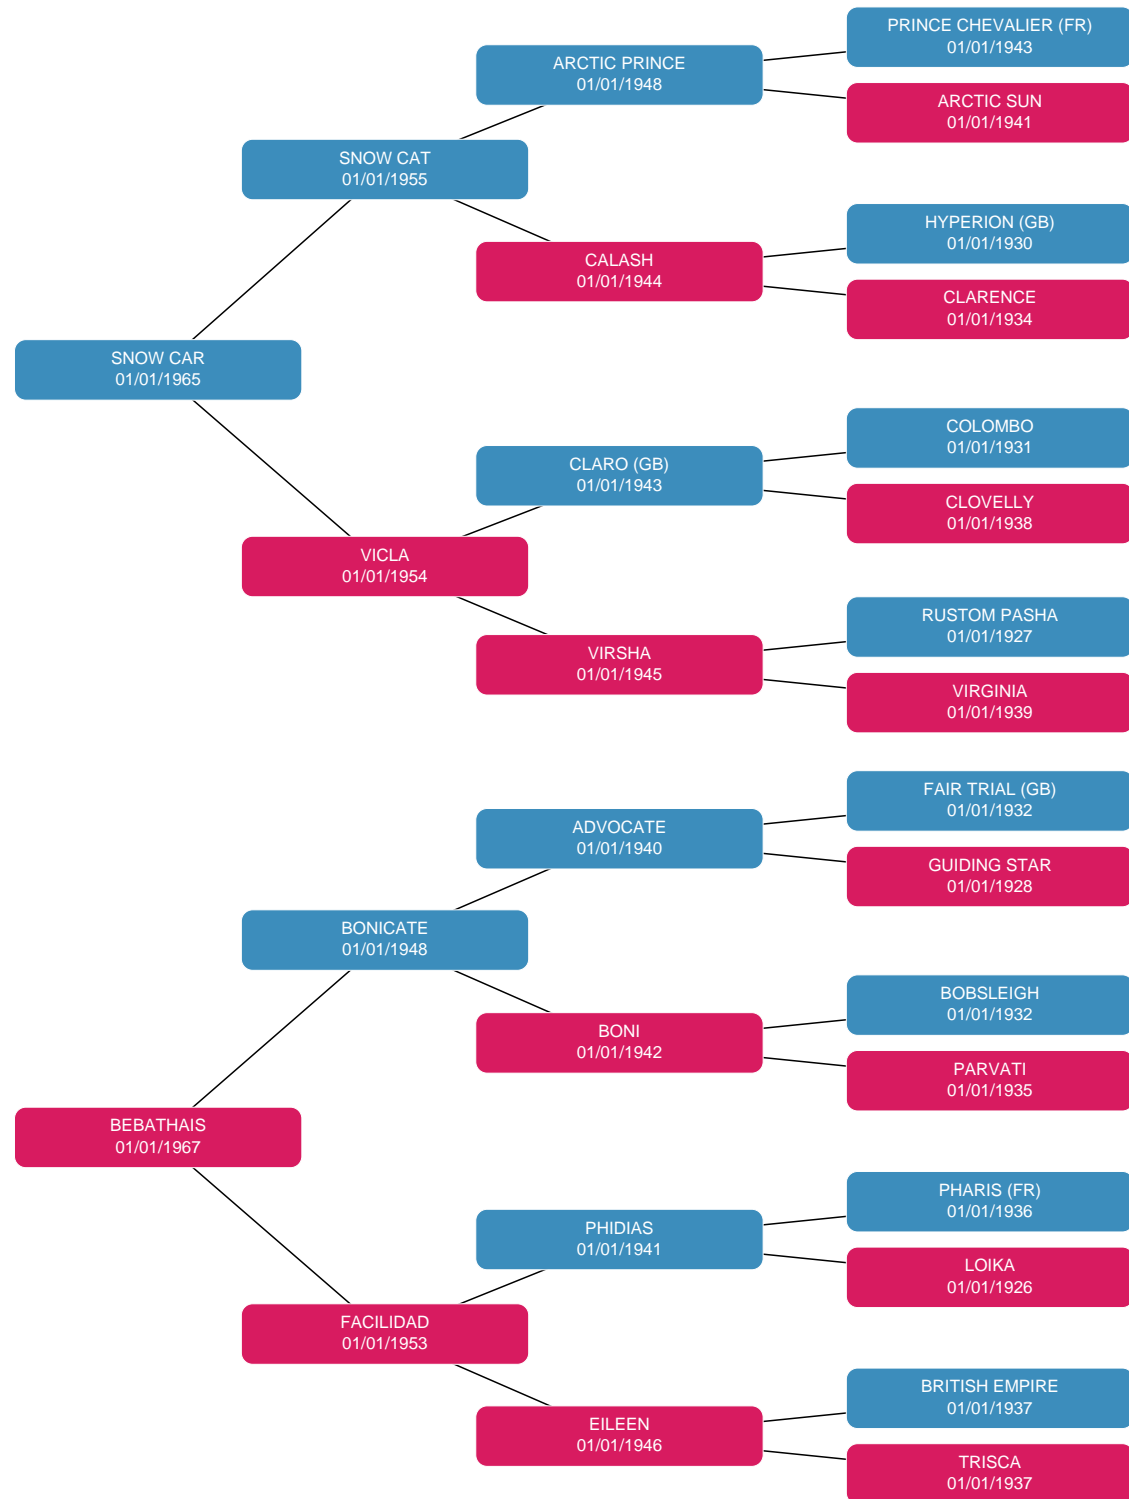 PRINCE CHEVALIER (FR)
01/01/1943
ARCTIC PRINCE
01/01/1948
ARCTIC SUN
01/01/1941
SNOW CAT
01/01/1955
HYPERION (GB)
01/01/1930
CALASH
01/01/1944
CLARENCE
01/01/1934
SNOW CAR
01/01/1965
COLOMBO
01/01/1931
CLARO (GB)
01/01/1943
CLOVELLY
01/01/1938
VICLA
01/01/1954
RUSTOM PASHA
01/01/1927
VIRSHA
01/01/1945
VIRGINIA
01/01/1939
FAIR TRIAL (GB)
01/01/1932
ADVOCATE
01/01/1940
GUIDING STAR
01/01/1928
BONICATE
01/01/1948
BOBSLEIGH
01/01/1932
BONI
01/01/1942
PARVATI
01/01/1935
BEBATHAIS
01/01/1967
PHARIS (FR)
01/01/1936
PHIDIAS
01/01/1941
LOIKA
01/01/1926
FACILIDAD
01/01/1953
BRITISH EMPIRE
01/01/1937
EILEEN
01/01/1946
TRISCA
01/01/1937